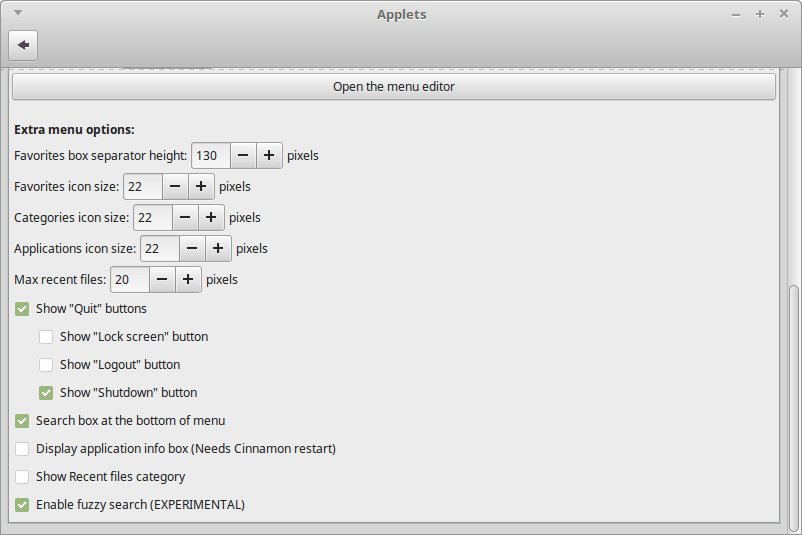 Applets
Open the menu editor
Extra menu options:
Favorites box separator height: 130 pixels
Favorites icon size: 22 pixels
Categories icon size: 22 pixels
Applications icon size: 22 pixels
Max recent files: 20 pixels
Show "Quit" buttons
Show "Lock screen" button
Show "Logout" button
Show "Shutdown" button
Search box at the bottom of menu
Display application info box (Needs Cinnamon restart)
Show Recent files category
Enable fuzzy search (EXPERIMENTAL)